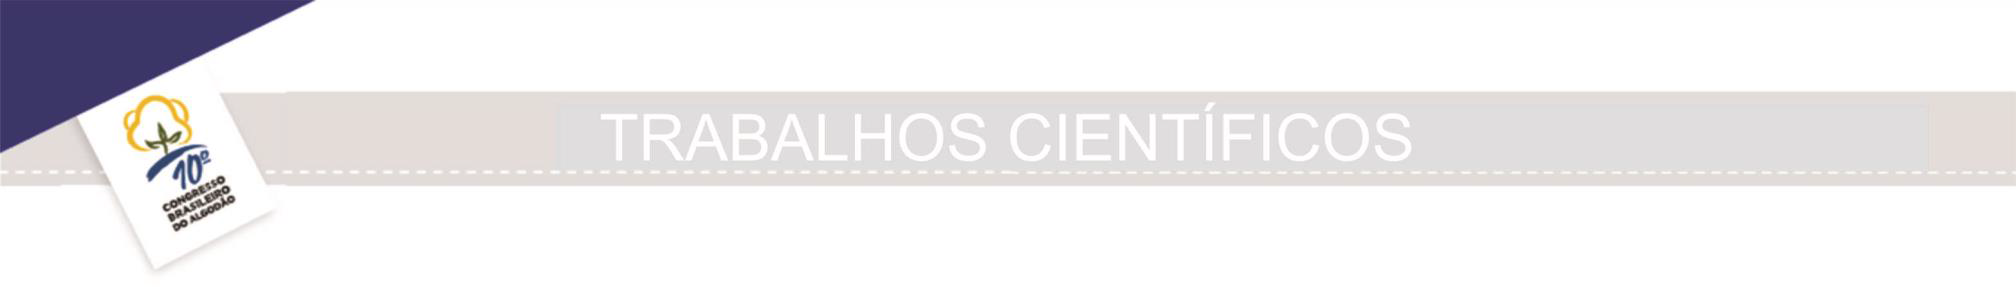 TRABALHOS CIENTÍFICOS
10º
CONGRESSO
BRASILEIRO
DO ALGODÃO